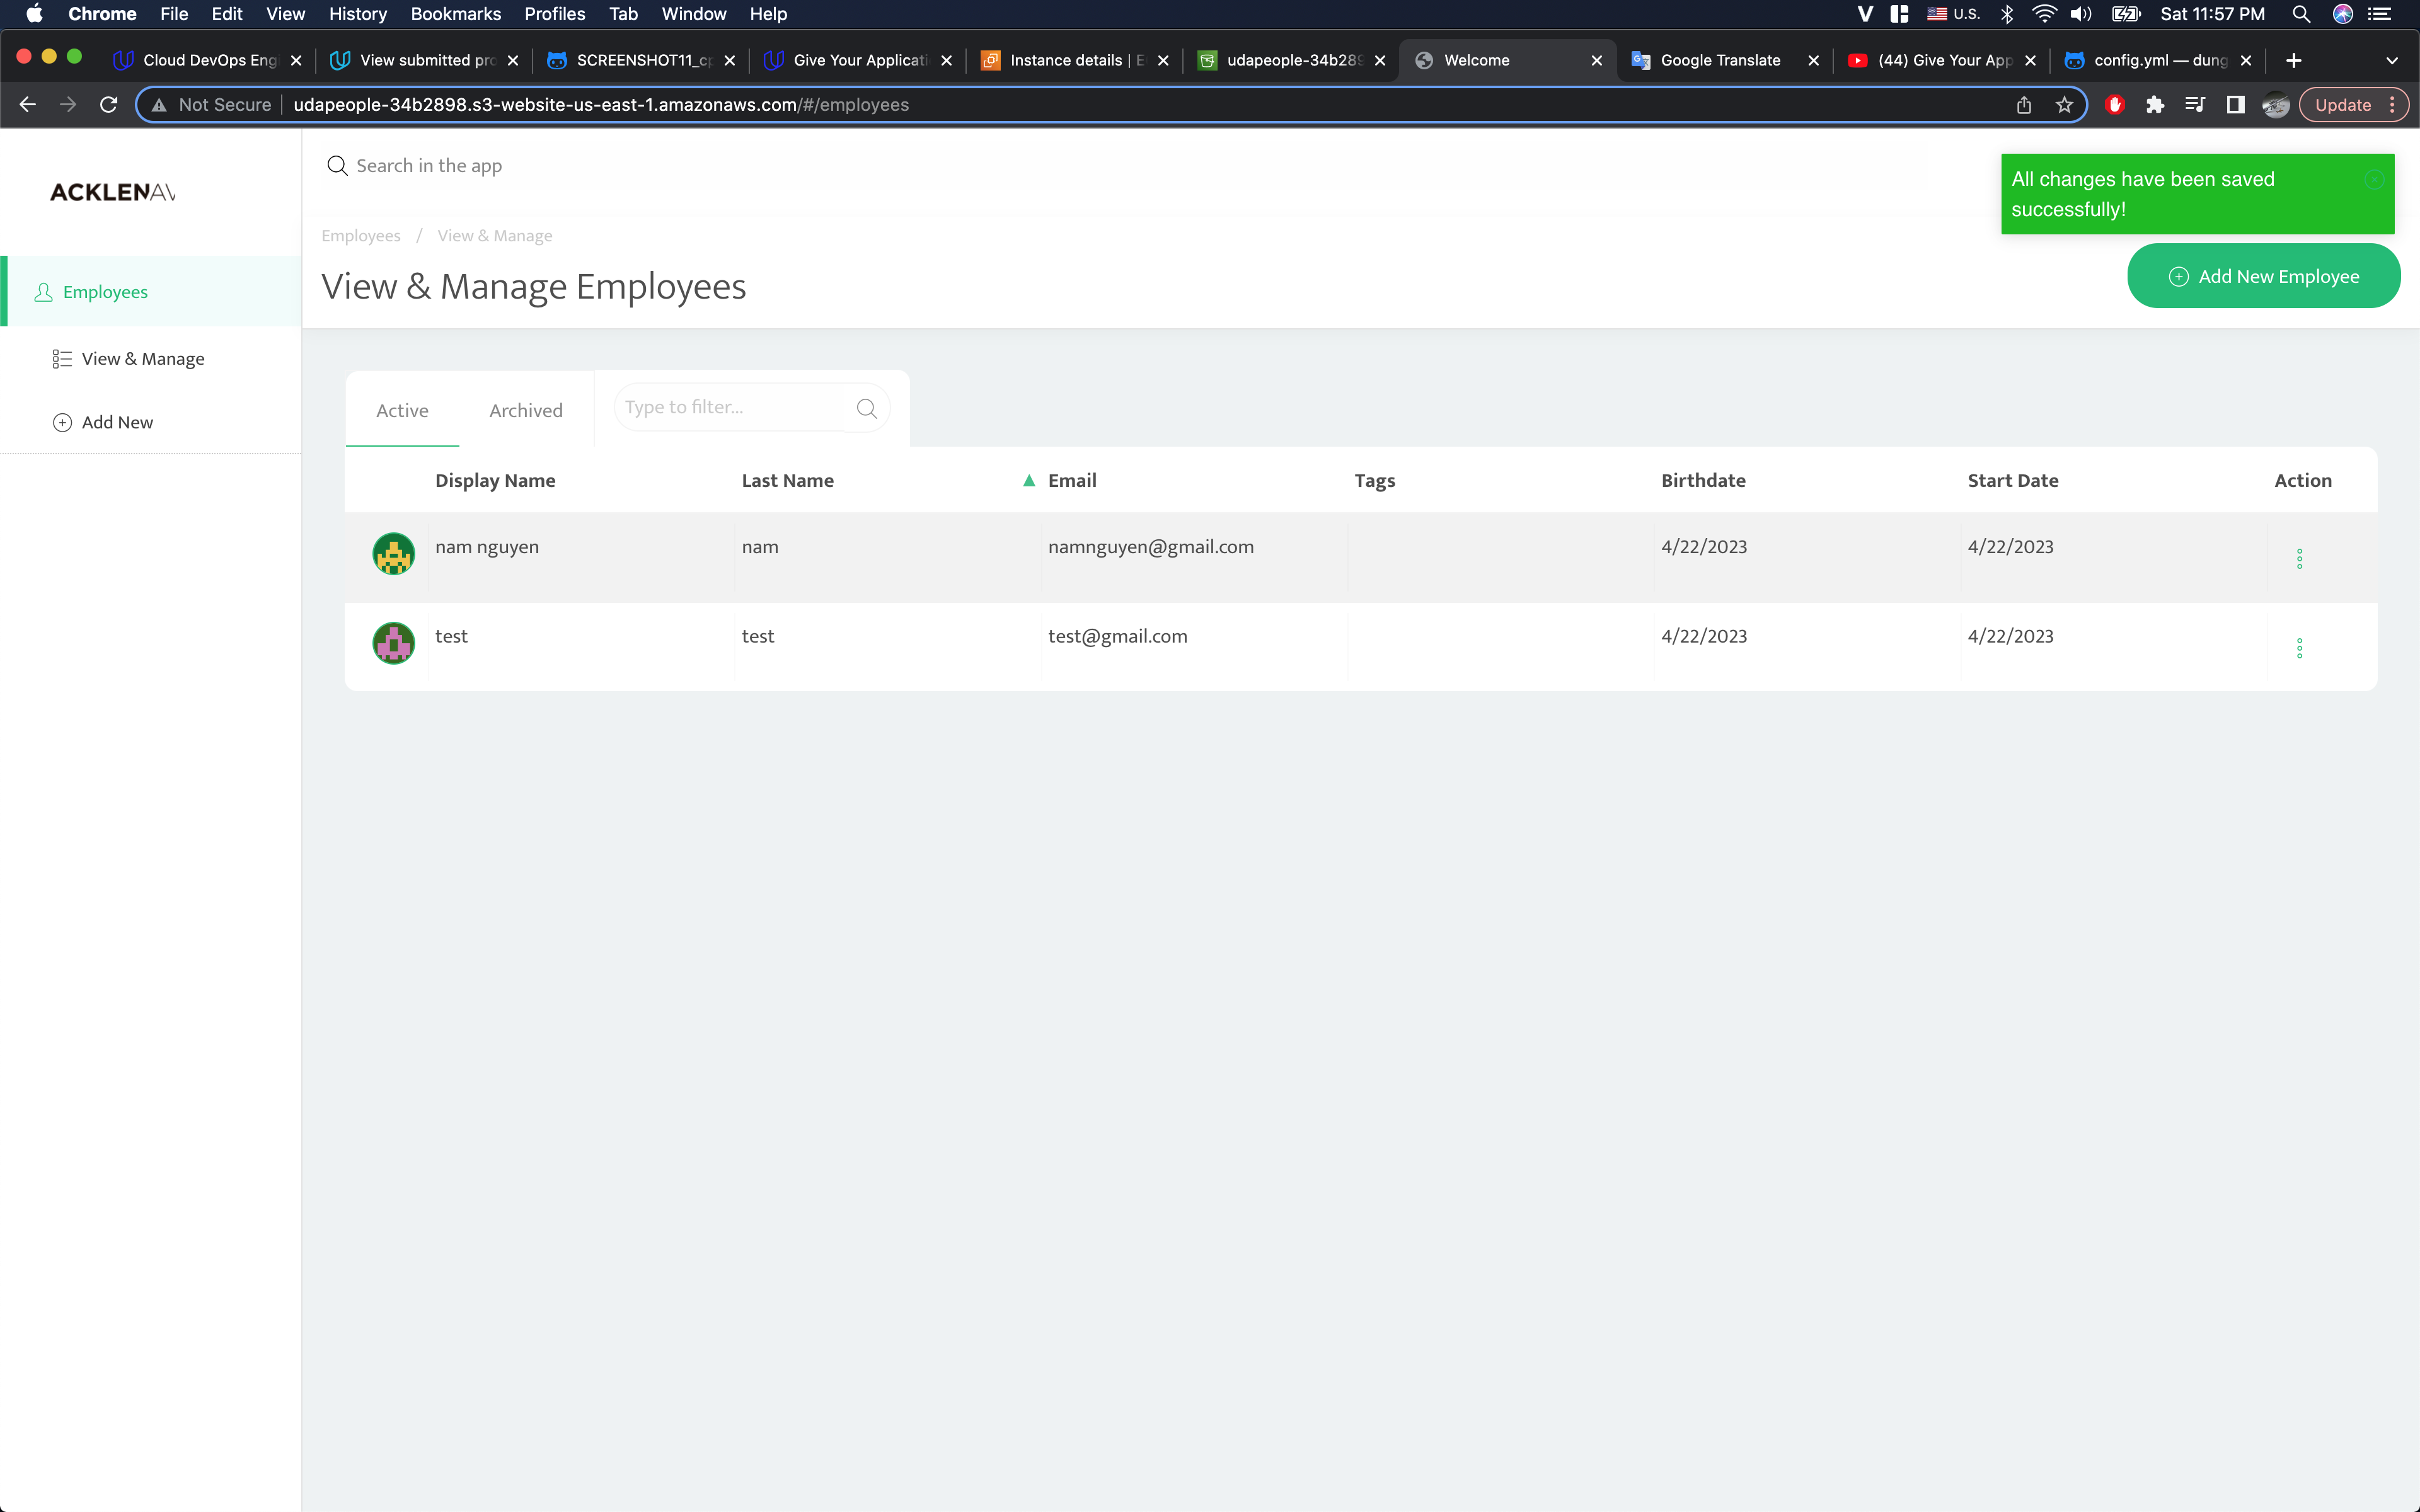 Chrome File Edit View History Bookmarks Profiles Tab Window Help U.S. Sat 11:57 PM
Cloud DevOps Eng View submitted pro SCREENSHOT11_cp Give Your Applicati Instance details | E udapeople-34b289 Welcome Google Translate (44) Give Your App config.yml — dung
Not Secure udapeople-34b2898.s3-website-us-east-1.amazonaws.com/#/employees Update
ACKLENAV
Search in the app
All changes have been saved
successfully!
Employees / View & Manage
View & Manage Employees
Add New Employee
Employees
View & Manage
Add New
Active Archived Type to filter...
Display Name Last Name Email Tags Birthdate Start Date Action
nam nguyen nam namnguyen@gmail.com 4/22/2023 4/22/2023
test test test@gmail.com 4/22/2023 4/22/2023